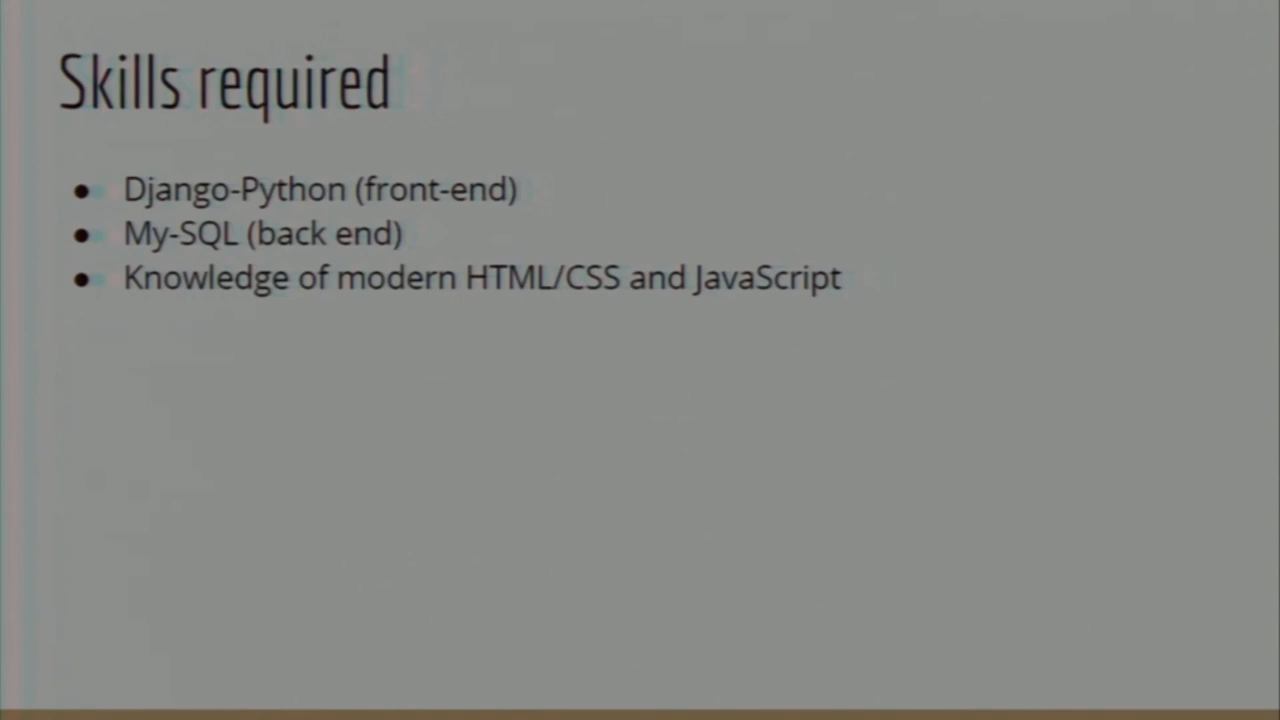 Skills required
● Django-Python (front-end)
● My-SQL (back end)
● Knowledge of modern HTML/CSS and JavaScript